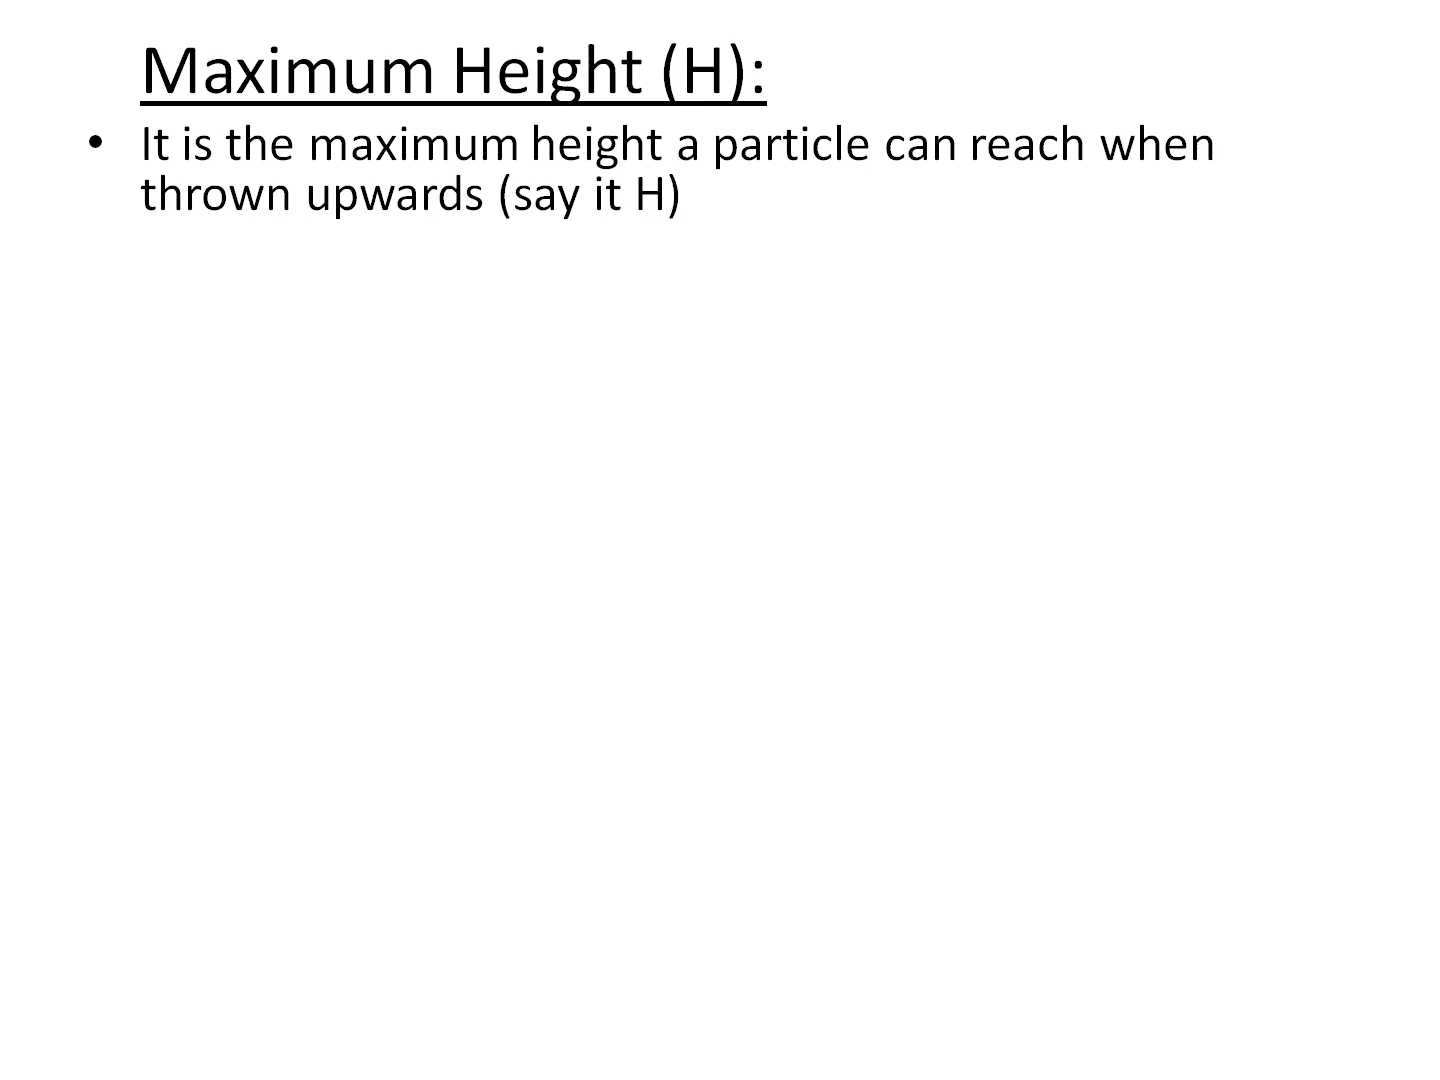 Maximum Height (H):
• It is the maximum height a particle can reach when
thrown upwards (say it H)